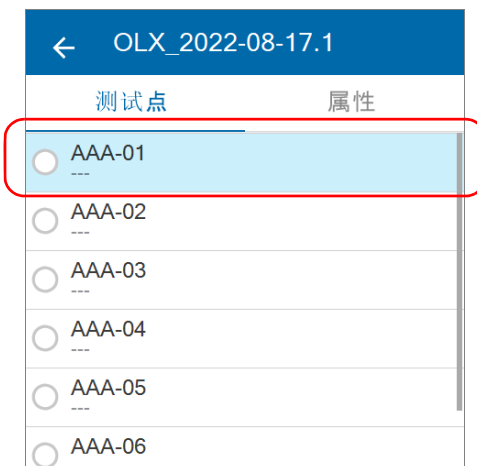 OLX_2022-08-17.1
测试点 属性
AAA-01
---
AAA-02
---
AAA-03
---
AAA-04
---
AAA-05
---
AAA-06